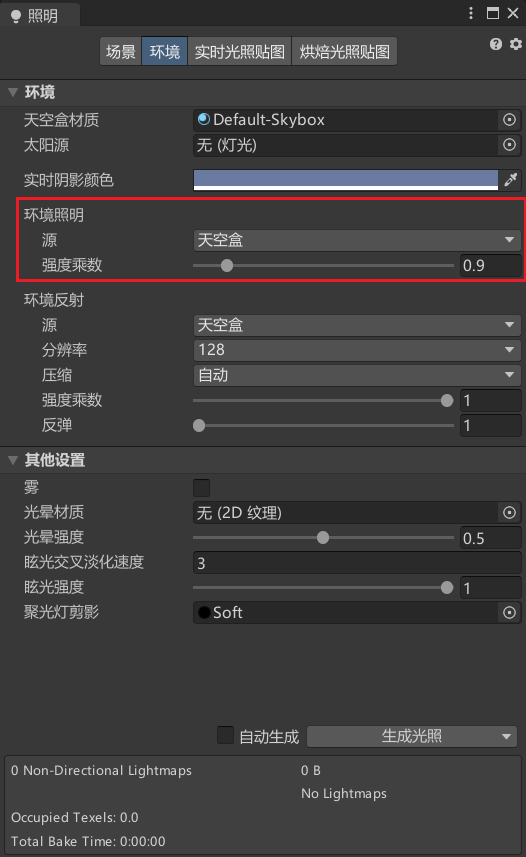 照明
场景 环境 实时光照贴图 烘焙光照贴图
环境
天空盒材质 Default-Skybox
太阳源 无 (灯光)
实时阴影颜色
环境照明
源 天空盒
强度乘数 0.9
环境反射
源 天空盒
分辨率 128
压缩 自动
强度乘数 1
反弹 1
其他设置
雾
光晕材质 无 (2D 纹理)
光晕强度 0.5
眩光交叉淡化速度 3
眩光强度 1
聚光灯剪影 Soft
自动生成 生成光照
0 Non-Directional Lightmaps 0 B
No Lightmaps
Occupied Texels: 0.0
Total Bake Time: 0:00:00